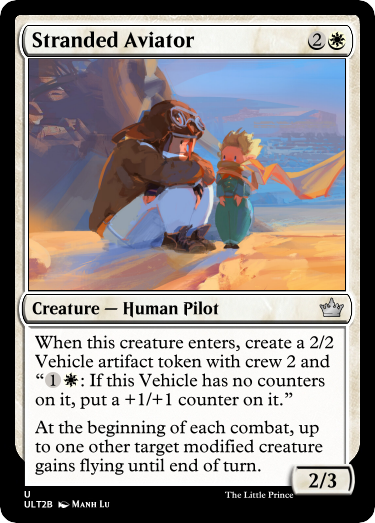 Stranded Aviator 2
Creature — Human Pilot
When this creature enters, create a 2/2
Vehicle artifact token with crew 2 and
“1 : If this Vehicle has no counters
on it, put a +1/+1 counter on it.”
At the beginning of each combat, up
to one other target modified creature
gains flying until end of turn.
2/3
U
ULT2B Manh Lu
The Little Prince